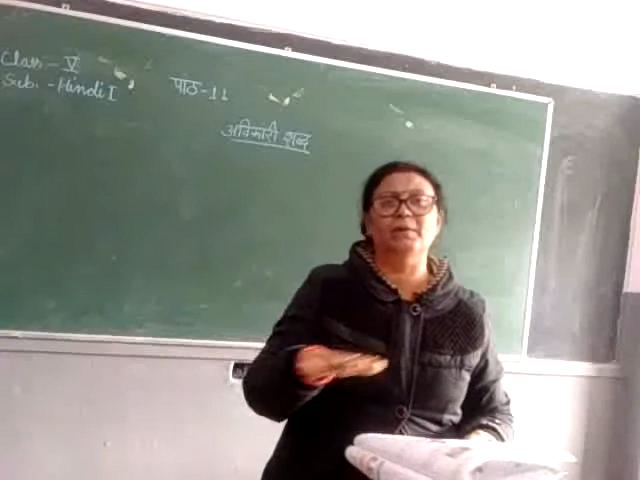 Class - V
Sub. - Hindi I
पाठ - 11
अविकारी शब्द